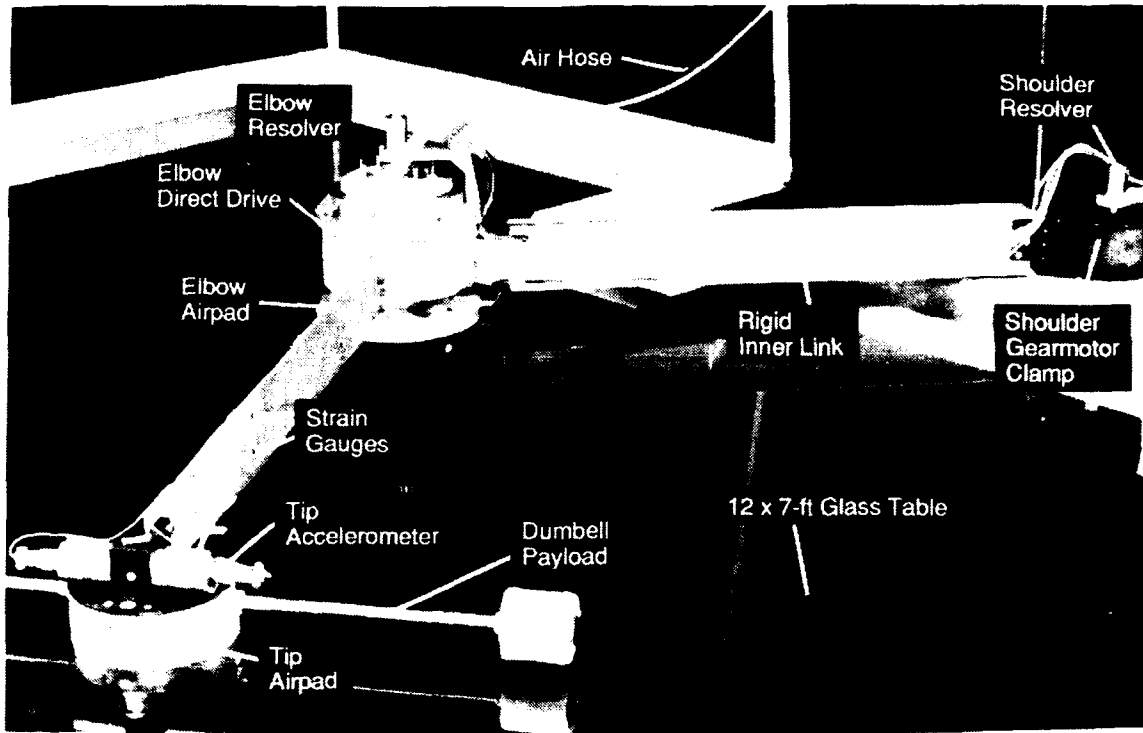 Air Hose
Shoulder
Resolver
Elbow
Resolver
Elbow
Direct Drive
Elbow
Airpad
Rigid
Inner Link
Shoulder
Gearmotor
Clamp
Strain
Gauges
12 x 7-ft Glass Table
Tip
Accelerometer
Dumbell
Payload
Tip
Airpad